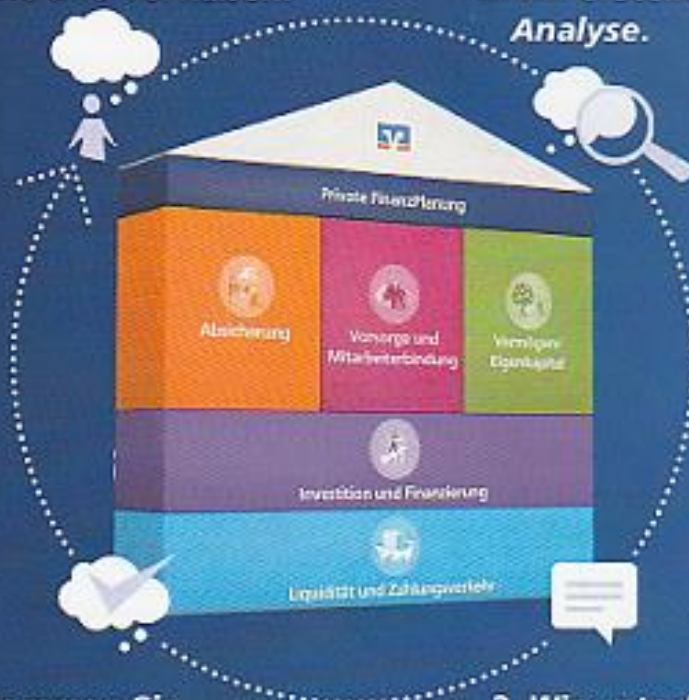 Analyse.
Private FinanzPlanung
Absicherung
Vorsorge und
Mitarbeiterbindung
Vermögen/
Eigenkapital
Investition und Finanzierung
Liquidität und Zahlungsverkehr